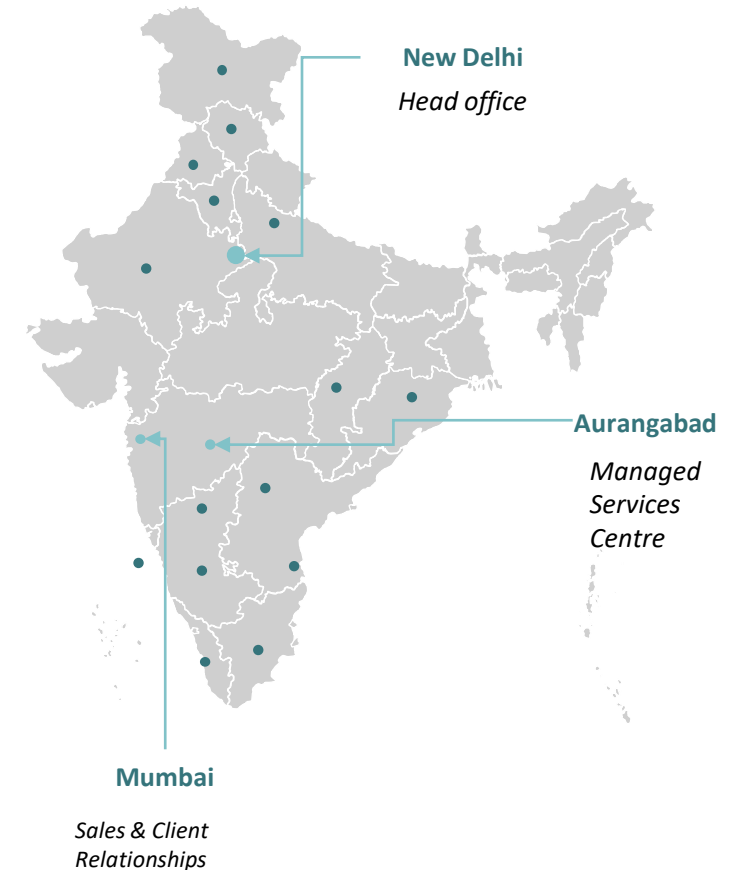 New Delhi
Head office
Aurangabad
Managed
Services
Centre
Mumbai
Sales & Client
Relationships